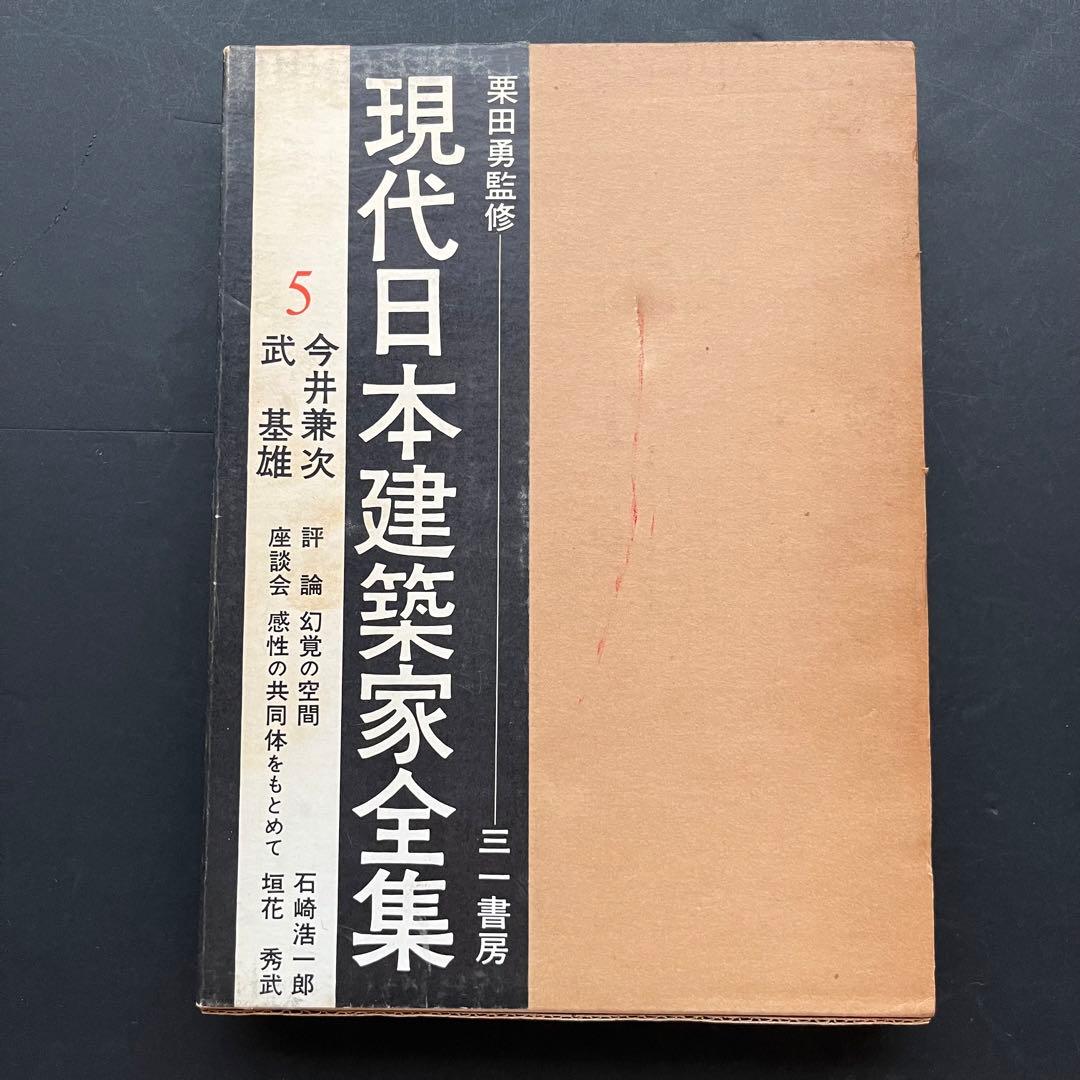 栗田勇監修
三一書房
現代日本建築家全集
5
今井兼次
武 基雄
評 論 幻覚の空間 石崎浩一郎
座談会 感性の共同体をもとめて 垣花 秀武